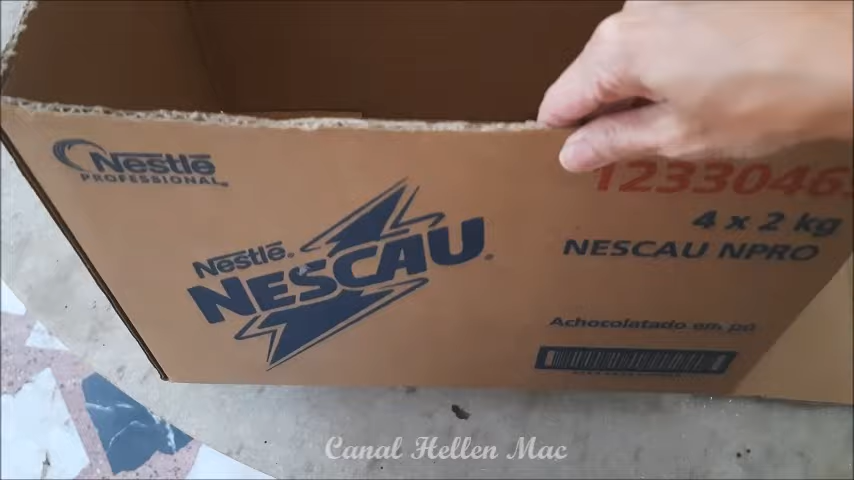 Nestlé
PROFESSIONAL
Nestlé
NESCAU
4 x 2 kg
NESCAU NPRO
Achocolatado em pó
Canal Hellen Mac